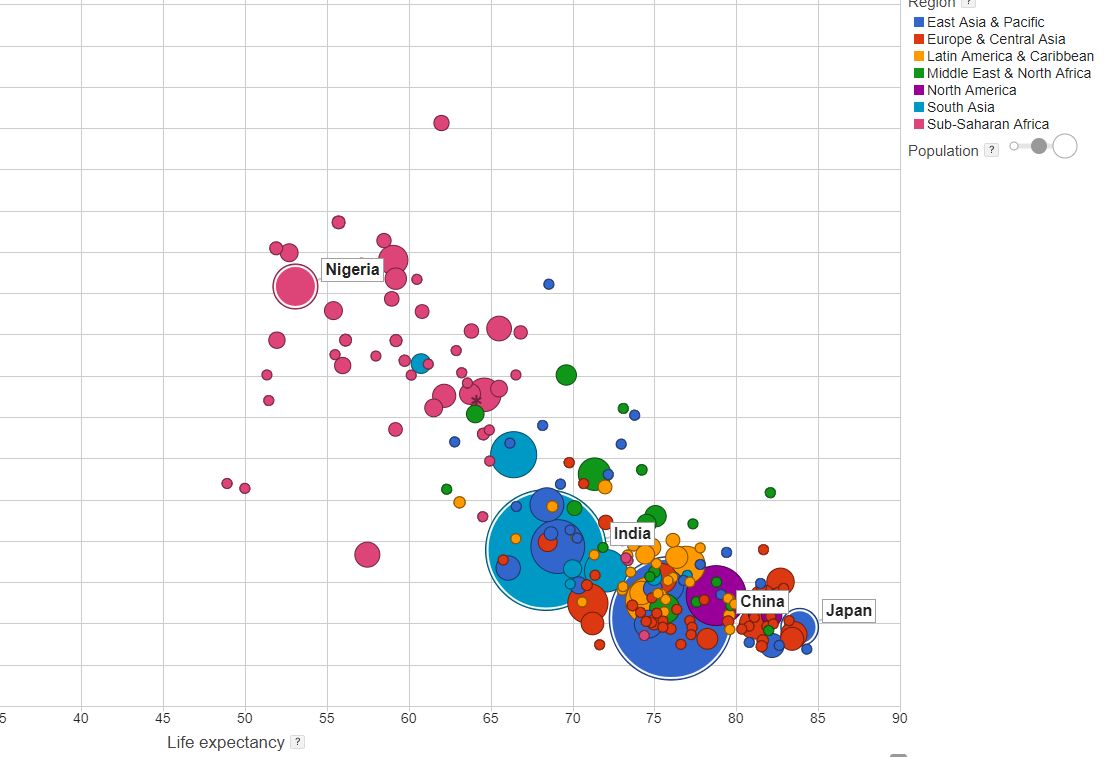 Region ?
East Asia & Pacific
Europe & Central Asia
Latin America & Caribbean
Middle East & North Africa
North America
South Asia
Sub-Saharan Africa
Population ?
Nigeria
India
China
Japan
5 40 45 50 55 60 65 70 75 80 85 90
Life expectancy ?